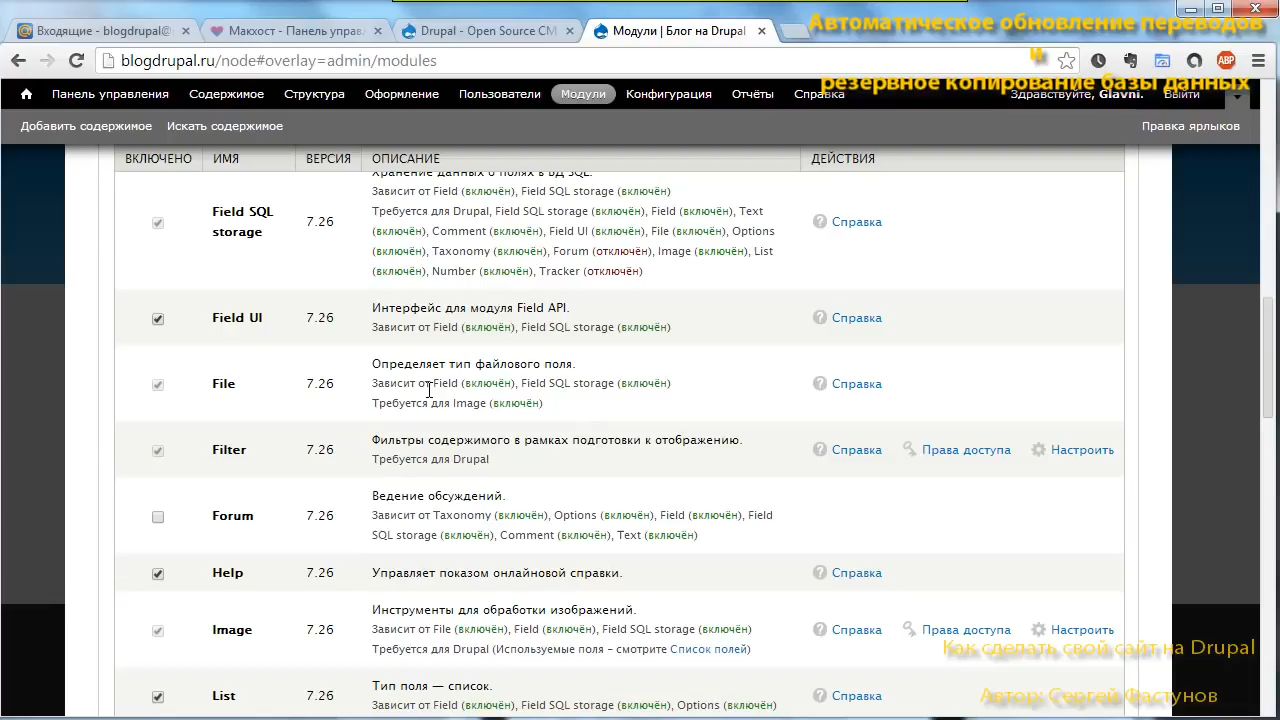 Входящие - blogdrupal@
Макхост - Панель управ
Drupal - Open Source CM
Модули | Блог на Drupal
Автоматическое обновление переводов
и
резервное копирование базы данных
blogdrupal.ru/node#overlay=admin/modules
ABP
Панель управления Содержимое Структура Оформление Пользователи Модули Конфигурация Отчёты Справка Здравствуйте, Glavni. Выйти
Добавить содержимое Искать содержимое Правка ярлыков
ВКЛЮЧЕНО ИМЯ ВЕРСИЯ ОПИСАНИЕ ДЕЙСТВИЯ
Хранение данных о полях в БД SQL.
Зависит от Field (включён), Field SQL storage (включён)
Field SQL storage 7.26
Требуется для Drupal, Field SQL storage (включён), Field (включён), Text
(включён), Comment (включён), Field UI (включён), File (включён), Options
(включён), Taxonomy (включён), Forum (отключён), Image (включён), List
(включён), Number (включён), Tracker (отключён)
Справка
Field UI 7.26 Интерфейс для модуля Field API.
Зависит от Field (включён), Field SQL storage (включён)
Справка
File 7.26 Определяет тип файлового поля.
Зависит от Field (включён), Field SQL storage (включён)
Требуется для Image (включён)
Справка
Filter 7.26 Фильтры содержимого в рамках подготовки к отображению.
Требуется для Drupal
Справка Права доступа Настроить
Forum 7.26 Ведение обсуждений.
Зависит от Taxonomy (включён), Options (включён), Field (включён), Field
SQL storage (включён), Comment (включён), Text (включён)
Help 7.26 Управляет показом онлайновой справки. Справка
Image 7.26 Инструменты для обработки изображений.
Зависит от File (включён), Field (включён), Field SQL storage (включён)
Требуется для Drupal (Используемые поля – смотрите Список полей)
Справка Права доступа Настроить
Как сделать свой сайт на Drupal
List 7.26 Тип поля — список.
Зависит от Field (включён), Field SQL storage (включён), Options (включён)
Справка
Автор: Сергей Фастунов